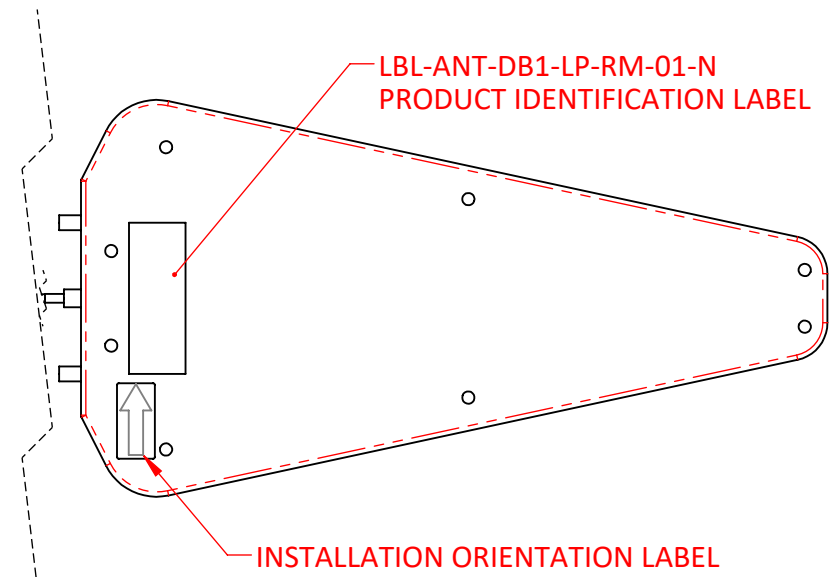 LBL-ANT-DB1-LP-RM-01-N
PRODUCT IDENTIFICATION LABEL
INSTALLATION ORIENTATION LABEL